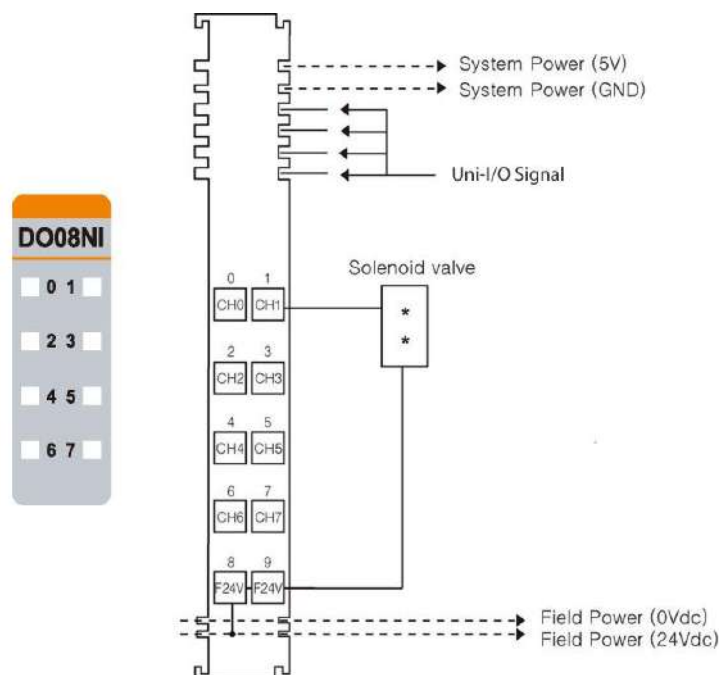 System Power (5V)
System Power (GND)
Uni-I/O Signal
DO08NI
0 1
2 3
4 5
6 7
Solenoid valve
* 
*
0 1
CH0 CH1
2 3
CH2 CH3
4 5
CH4 CH5
6 7
CH6 CH7
8 9
F24V F24V
Field Power (0Vdc)
Field Power (24Vdc)